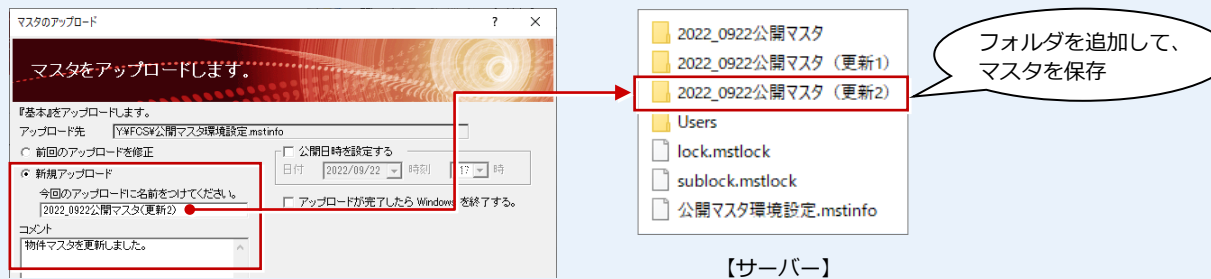 マスタのアップロード ? ×
マスタをアップロードします。
『基本』をアップロードします。
アップロード先 Y:¥FCS¥公開マスタ環境設定.mstinfo
前回のアップロードを修正
新規アップロード
今回のアップロードに名前をつけてください。
2022_0922公開マスタ(更新2)
コメント
物件マスタを更新しました。
公開日時を設定する
日付 2022/09/22 時刻 17 時
アップロードが完了したら Windows を終了する。
2022_0922公開マスタ
2022_0922公開マスタ（更新1）
2022_0922公開マスタ（更新2）
Users
lock.mstlock
sublock.mstlock
公開マスタ環境設定.mstinfo
【サーバー】
フォルダを追加して、
マスタを保存